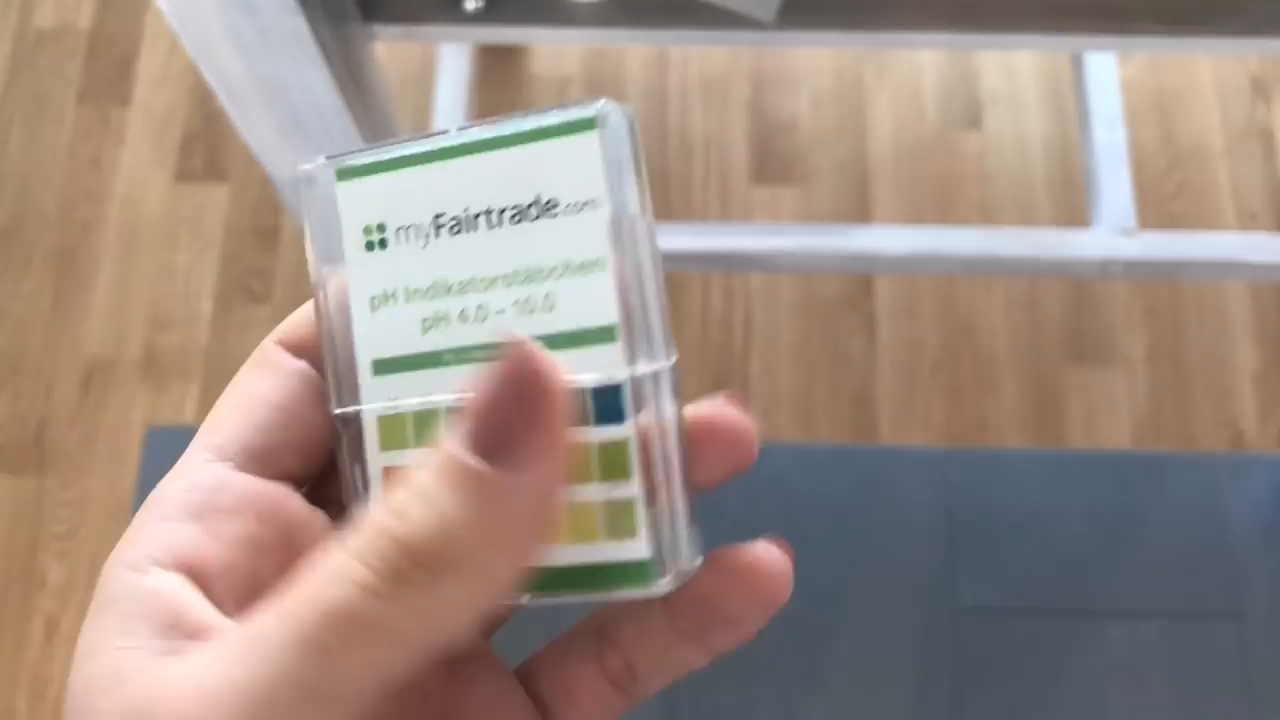 myFairtrade.com
pH Indikatorstäbchen
pH 4.0 – 10.0